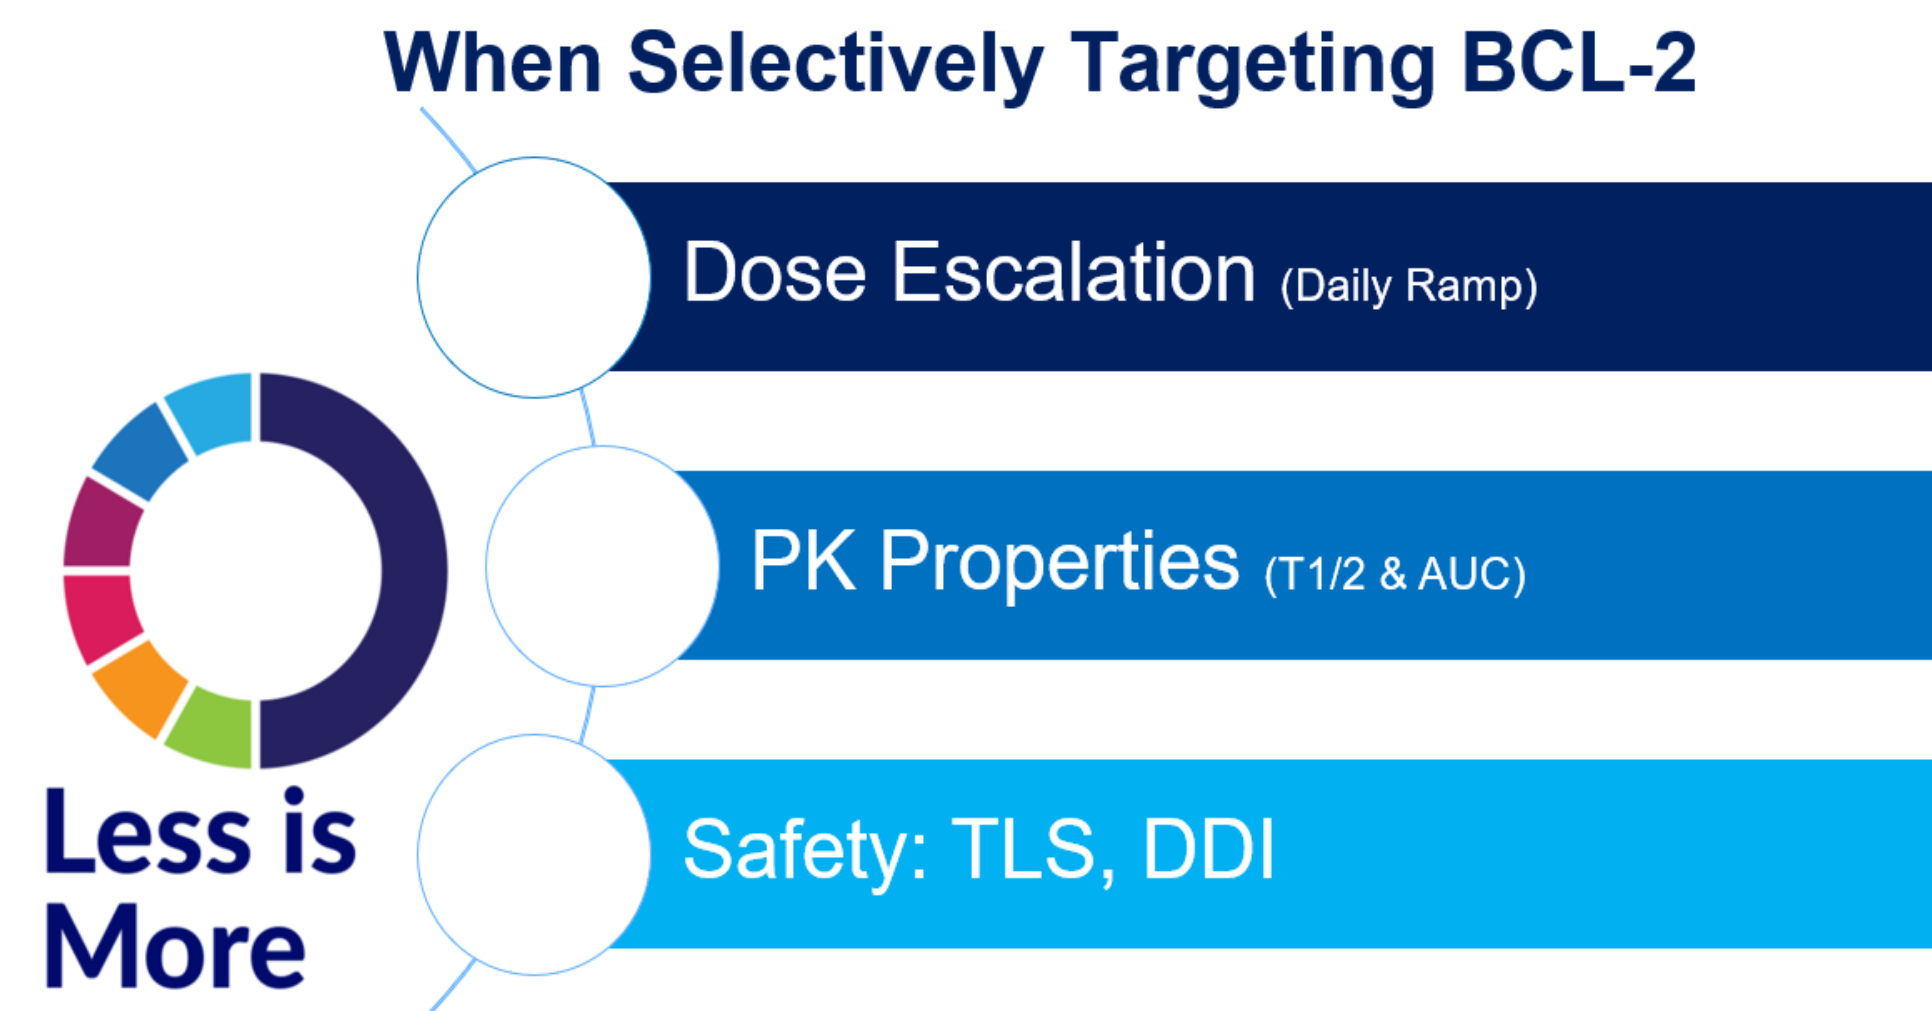 When Selectively Targeting BCL-2
Dose Escalation (Daily Ramp)
PK Properties (T1/2 & AUC)
Safety: TLS, DDI
Less is
More